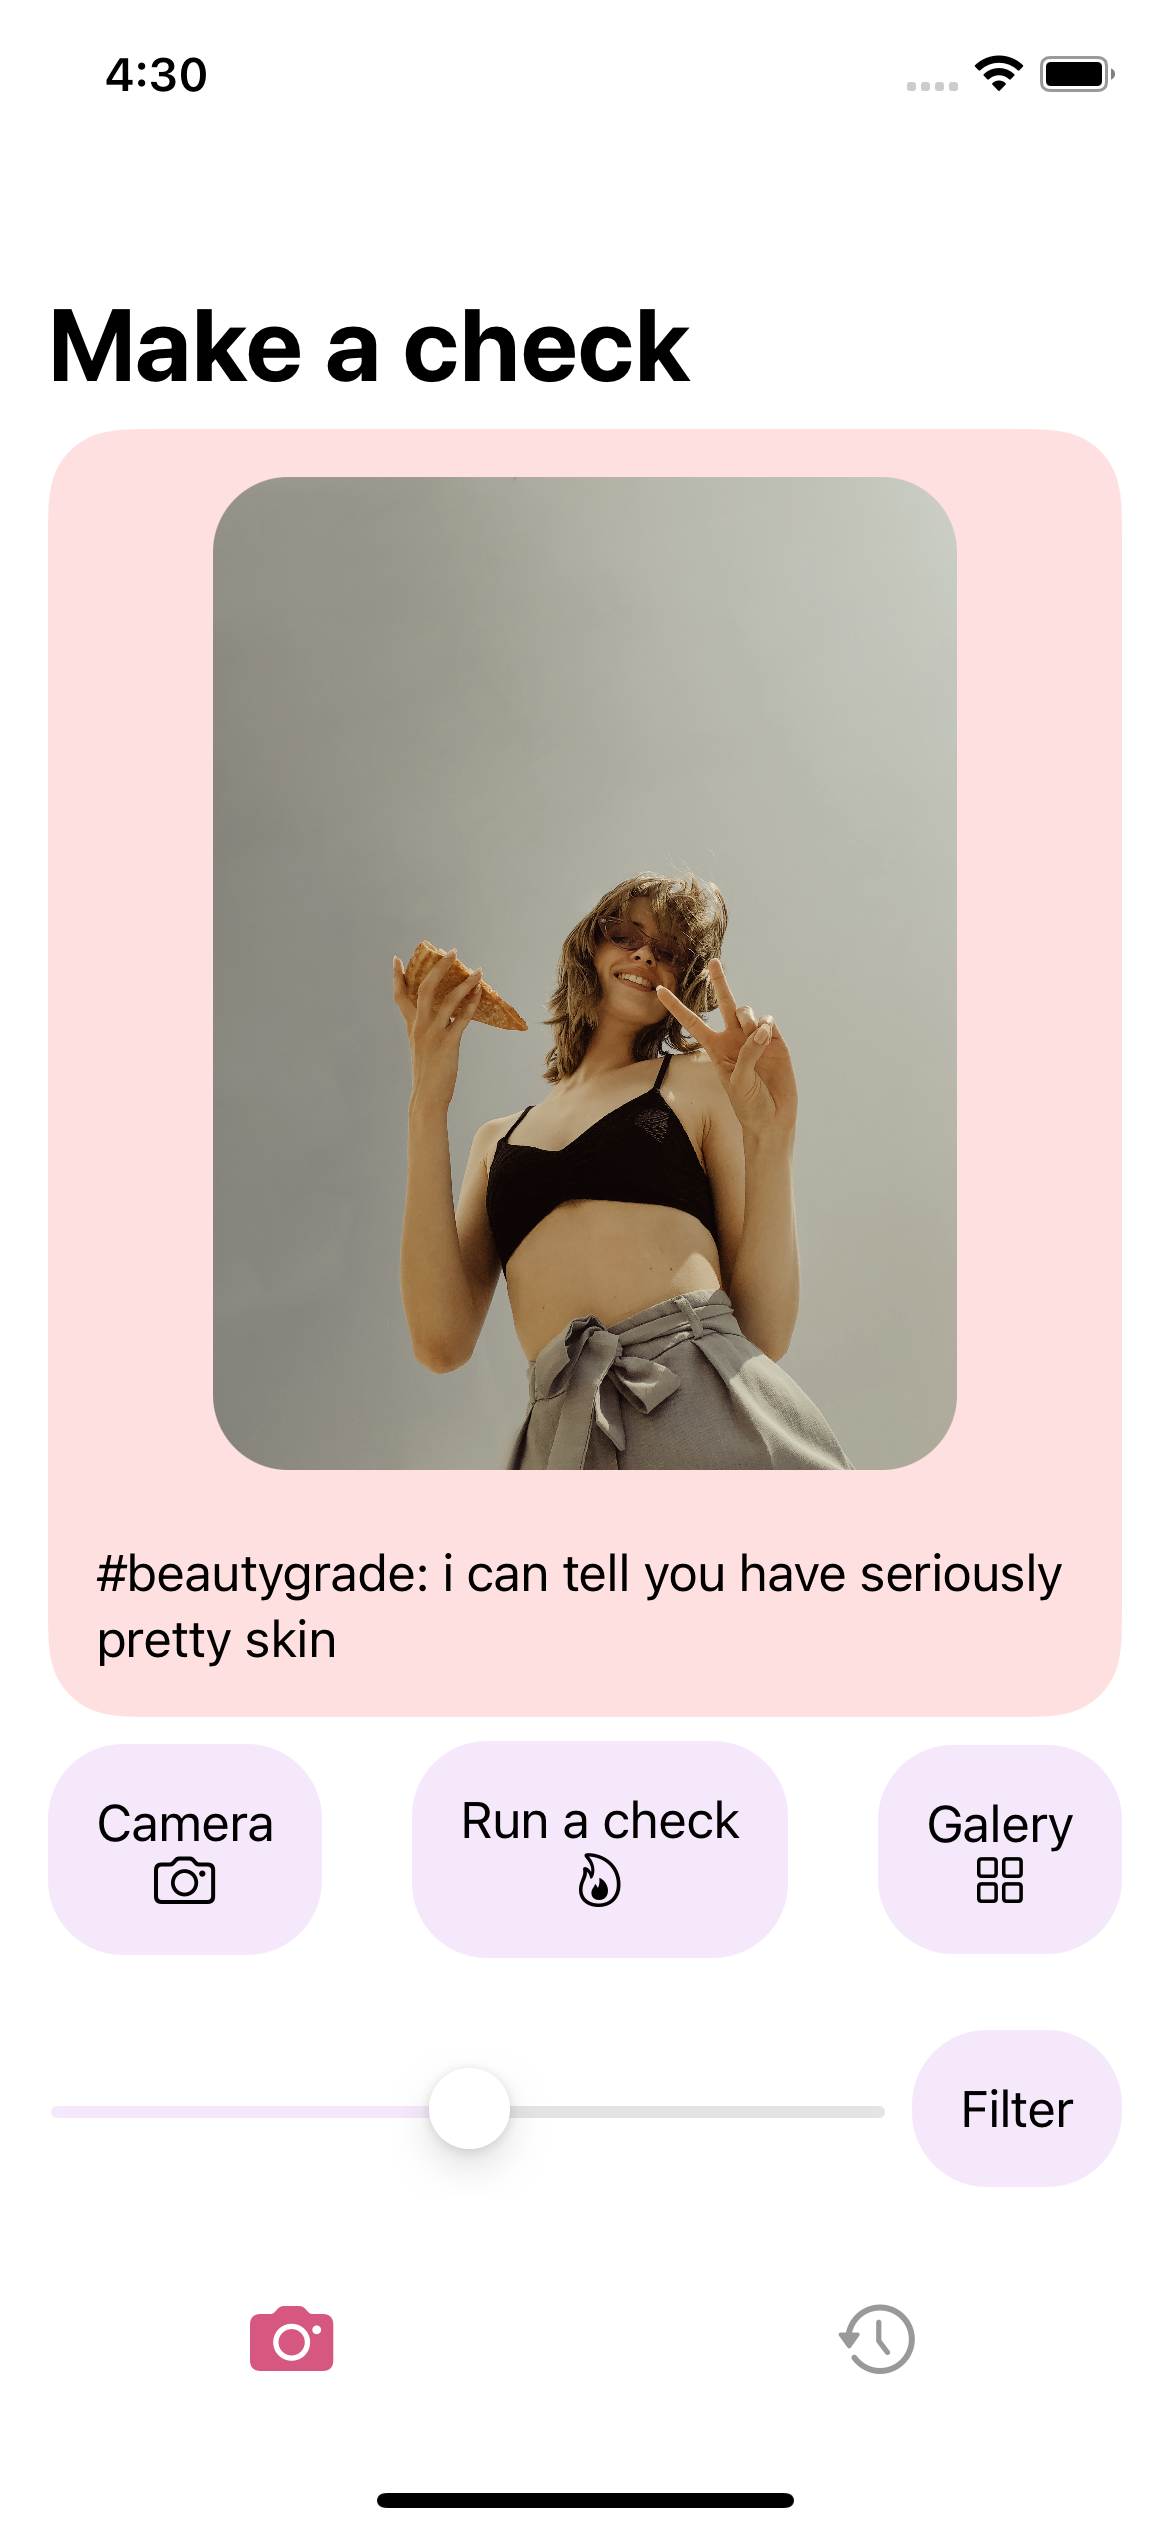 4:30
Make a check
#beautygrade: i can tell you have seriously
pretty skin
Camera
Run a check
Galery
Filter